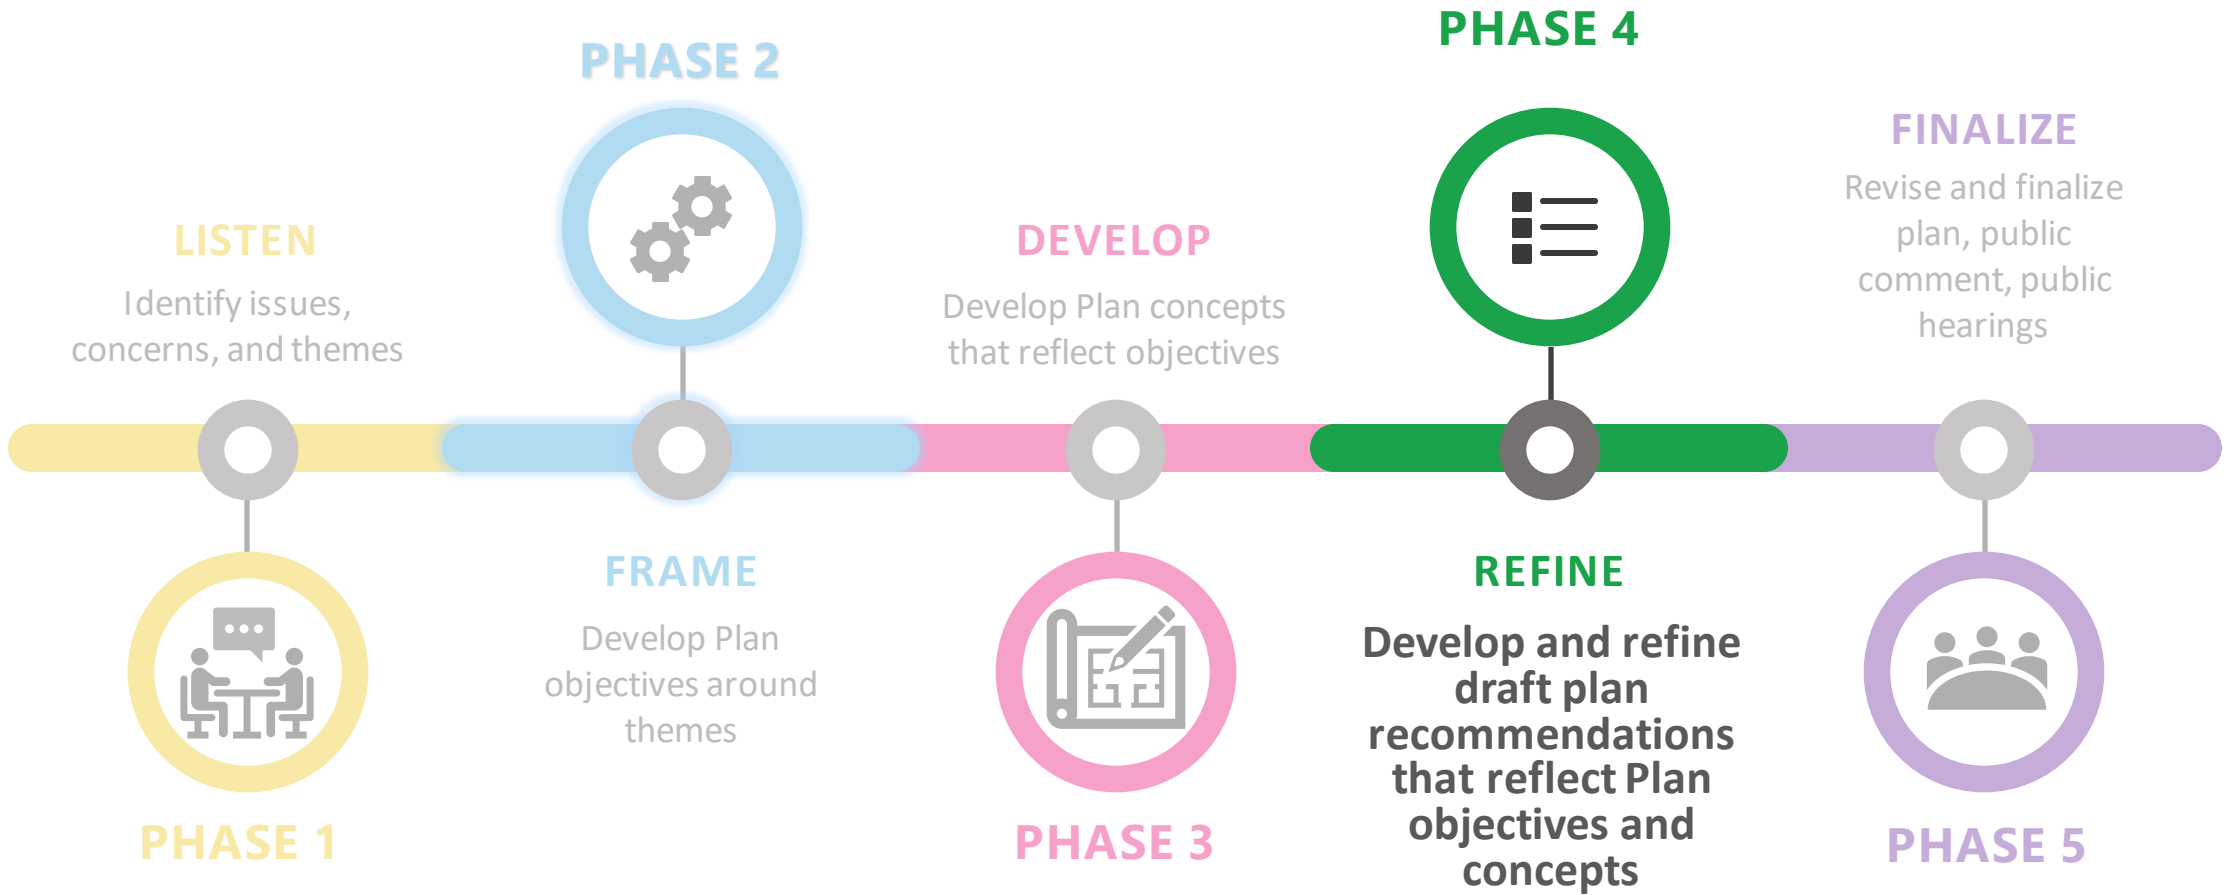 LISTEN
Identify issues,
concerns, and themes
PHASE 1
PHASE 2
FRAME
Develop Plan
objectives around
themes
DEVELOP
Develop Plan concepts
that reflect objectives
PHASE 3
PHASE 4
REFINE
Develop and refine
draft plan
recommendations
that reflect Plan
objectives and
concepts
FINALIZE
Revise and finalize
plan, public
comment, public
hearings
PHASE 5